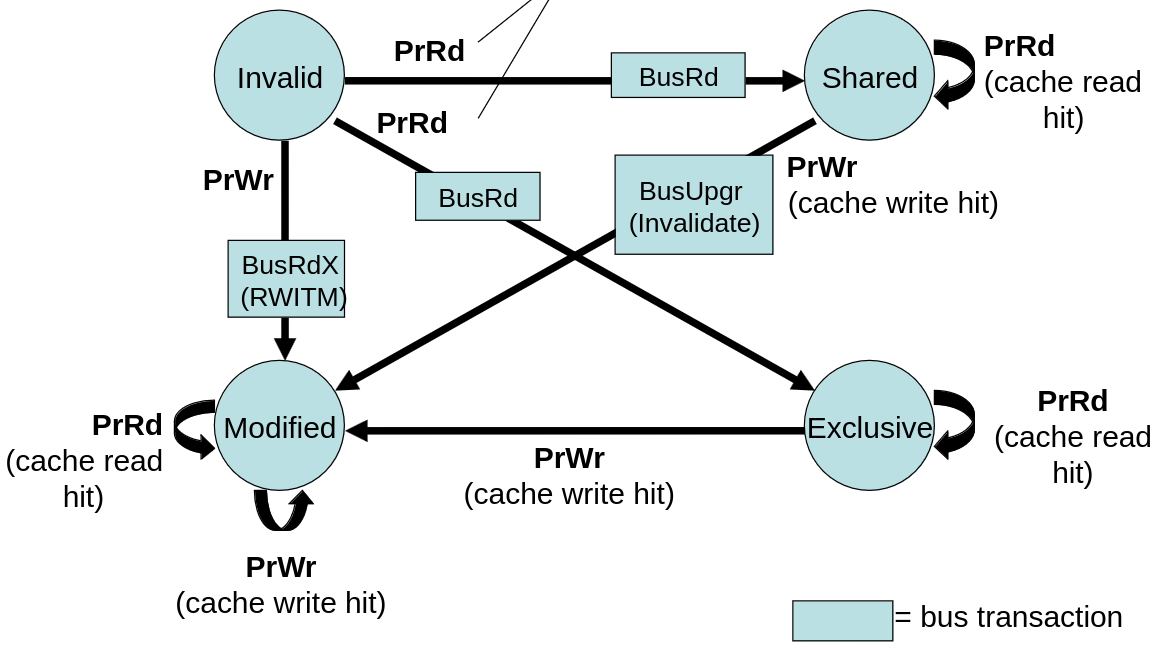 PrRd
Invalid
BusRd
Shared
PrRd
(cache read
hit)
PrRd
PrWr
BusRd
BusUpgr
(Invalidate)
PrWr
(cache write hit)
BusRdX
(RWITM)
PrRd
(cache read
hit)
Modified
Exclusive
PrRd
(cache read
hit)
PrWr
(cache write hit)
PrWr
(cache write hit)
= bus transaction